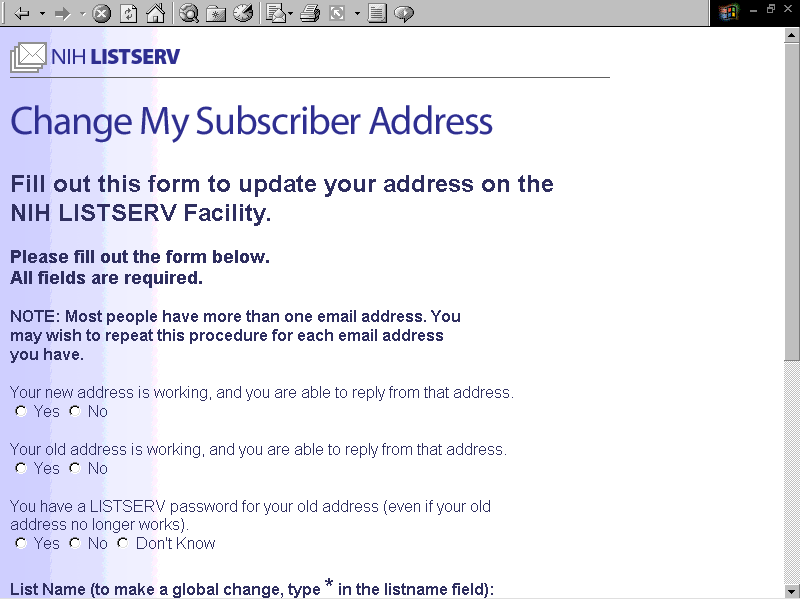 NIH LISTSERV
Change My Subscriber Address
Fill out this form to update your address on the
NIH LISTSERV Facility.
Please fill out the form below.
All fields are required.
NOTE: Most people have more than one email address. You
may wish to repeat this procedure for each email address
you have.
Your new address is working, and you are able to reply from that address.
Yes No
Your old address is working, and you are able to reply from that address.
Yes No
You have a LISTSERV password for your old address (even if your old
address no longer works).
Yes No Don't Know
List Name (to make a global change, type * in the listname field):